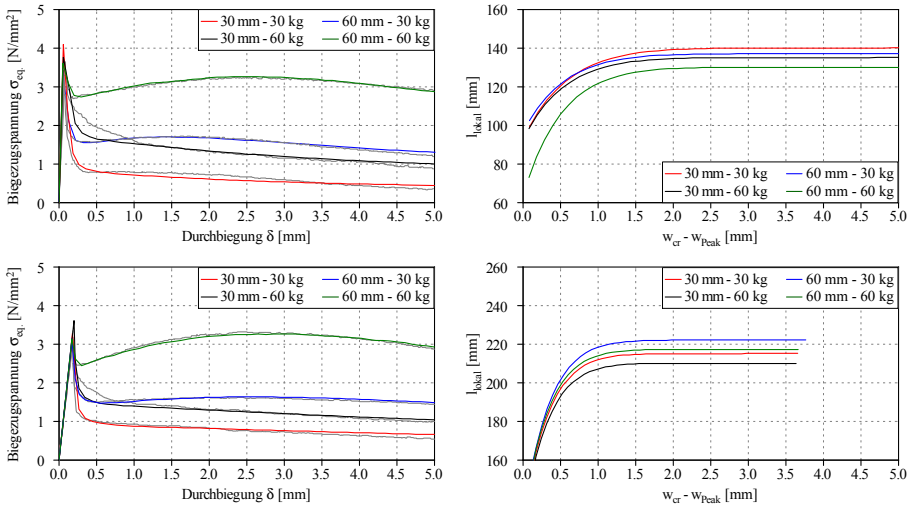 Biegezugspannung σeq. [N/mm²]
5
4
3
2
1
0
30 mm - 30 kg
30 mm - 60 kg
60 mm - 30 kg
60 mm - 60 kg
0.0 0.5 1.0 1.5 2.0 2.5 3.0 3.5 4.0 4.5 5.0
Durchbiegung δ [mm]
llokal [mm]
160
140
120
100
80
60
30 mm - 30 kg
30 mm - 60 kg
60 mm - 30 kg
60 mm - 60 kg
0.0 0.5 1.0 1.5 2.0 2.5 3.0 3.5 4.0 4.5 5.0
wcr - wPeak [mm]
Biegezugspannung σeq. [N/mm²]
5
4
3
2
1
0
30 mm - 30 kg
30 mm - 60 kg
60 mm - 30 kg
60 mm - 60 kg
0.0 0.5 1.0 1.5 2.0 2.5 3.0 3.5 4.0 4.5 5.0
Durchbiegung δ [mm]
llokal [mm]
260
240
220
200
180
160
30 mm - 30 kg
30 mm - 60 kg
60 mm - 30 kg
60 mm - 60 kg
0.0 0.5 1.0 1.5 2.0 2.5 3.0 3.5 4.0 4.5 5.0
wcr - wPeak [mm]